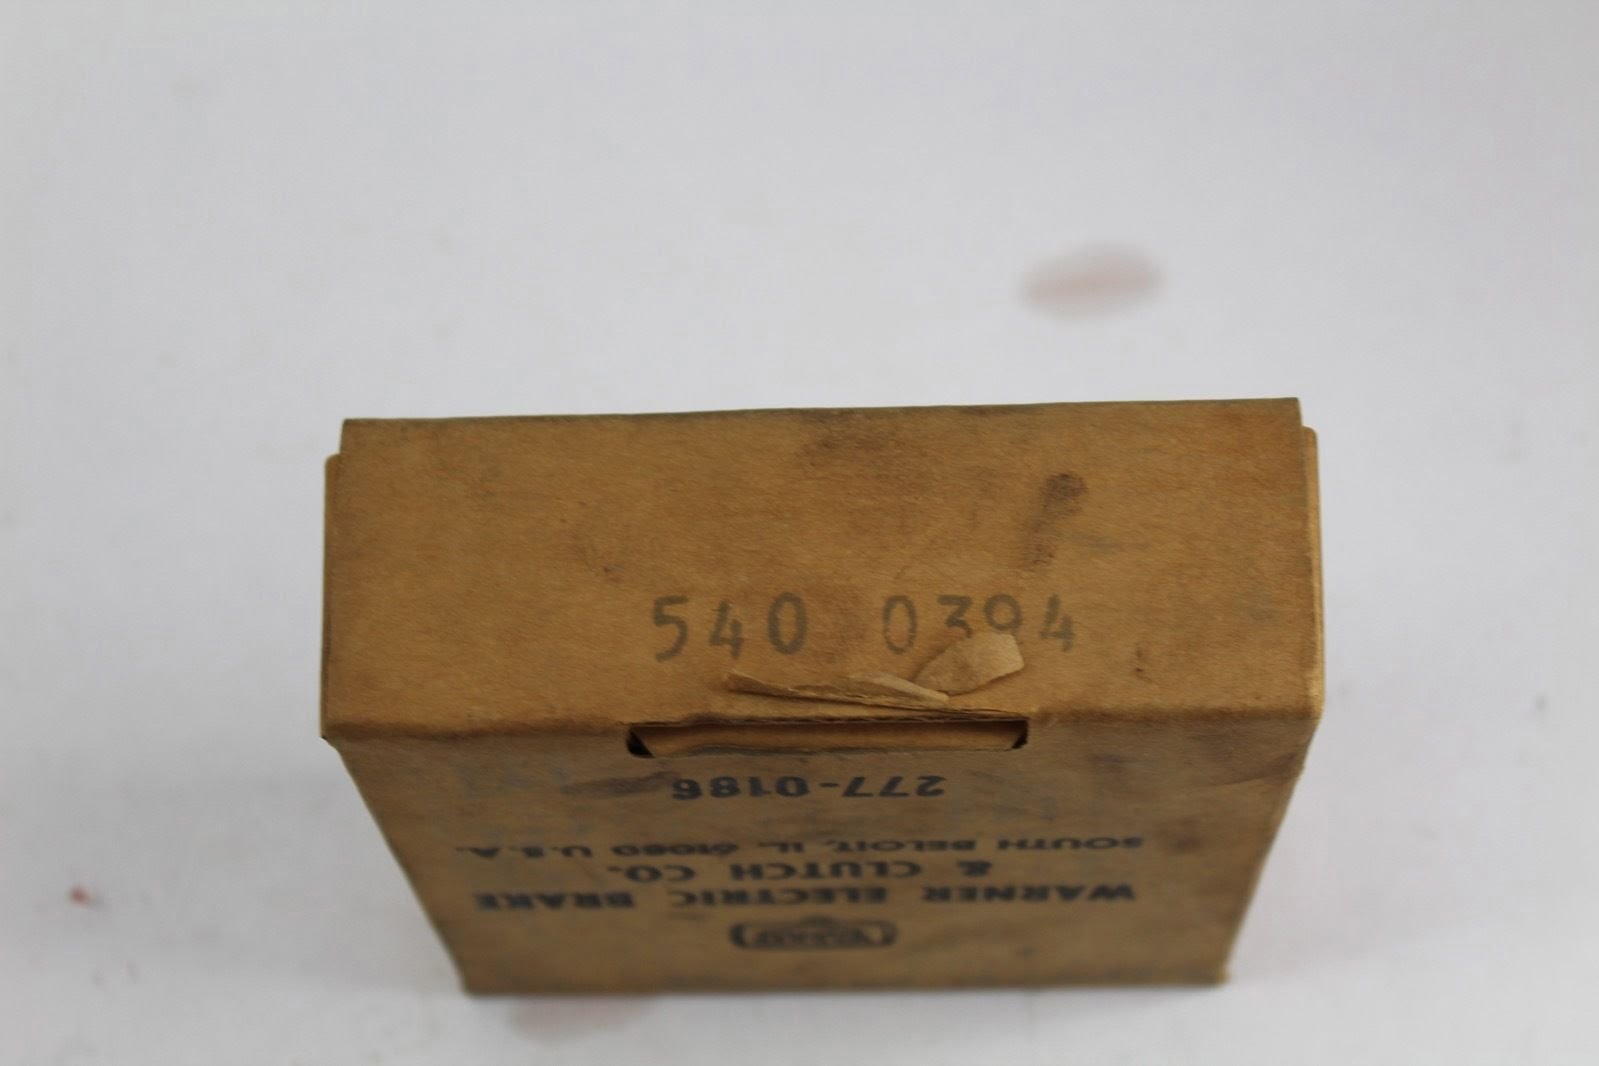 540 0394
WARNER ELECTRIC BRAKE
& CLUTCH CO.
SOUTH BELOIT, IL. 61080 U.S.A.
277-0186